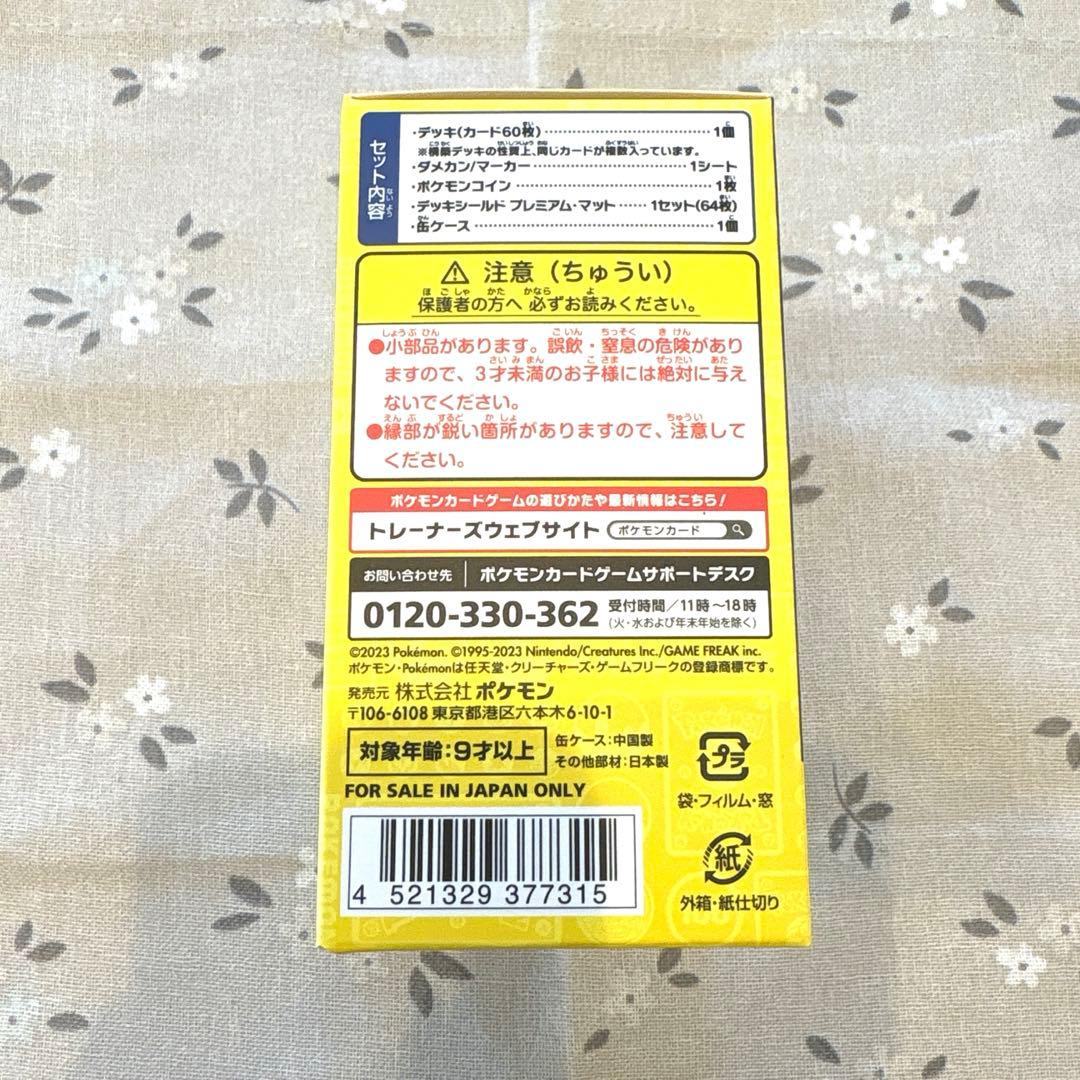 セット内容
・デッキ(カード60枚)……1個
※構築デッキの性質上、同じカードが複数入っています。
・ダメカン/マーカー……1シート
・ポケモンコイン……1枚
・デッキシールド プレミアム・マット……1セット(64枚)
・缶ケース……1個
⚠ 注意（ちゅうい）
保護者の方へ 必ずお読みください。
●小部品があります。誤飲・窒息の危険があり
ますので、3才未満のお子様には絶対に与え
ないでください。
●縁部が鋭い箇所がありますので、注意して
ください。
ポケモンカードゲームの遊びかたや最新情報はこちら!
トレーナーズウェブサイト ポケモンカード
お問い合わせ先 | ポケモンカードゲームサポートデスク
0120-330-362 受付時間/11時～18時
(火・水および年末年始を除く)
©2023 Pokémon. ©1995-2023 Nintendo/Creatures Inc./GAME FREAK inc.
ポケモン・Pokémonは任天堂・クリーチャーズ・ゲームフリークの登録商標です。
発売元 株式会社ポケモン
〒106-6108 東京都港区六本木6-10-1
対象年齢:9才以上
缶ケース:中国製
その他部材:日本製
プラ
袋・フィルム・窓
FOR SALE IN JAPAN ONLY
4 521329 377315
紙
外箱・紙仕切り